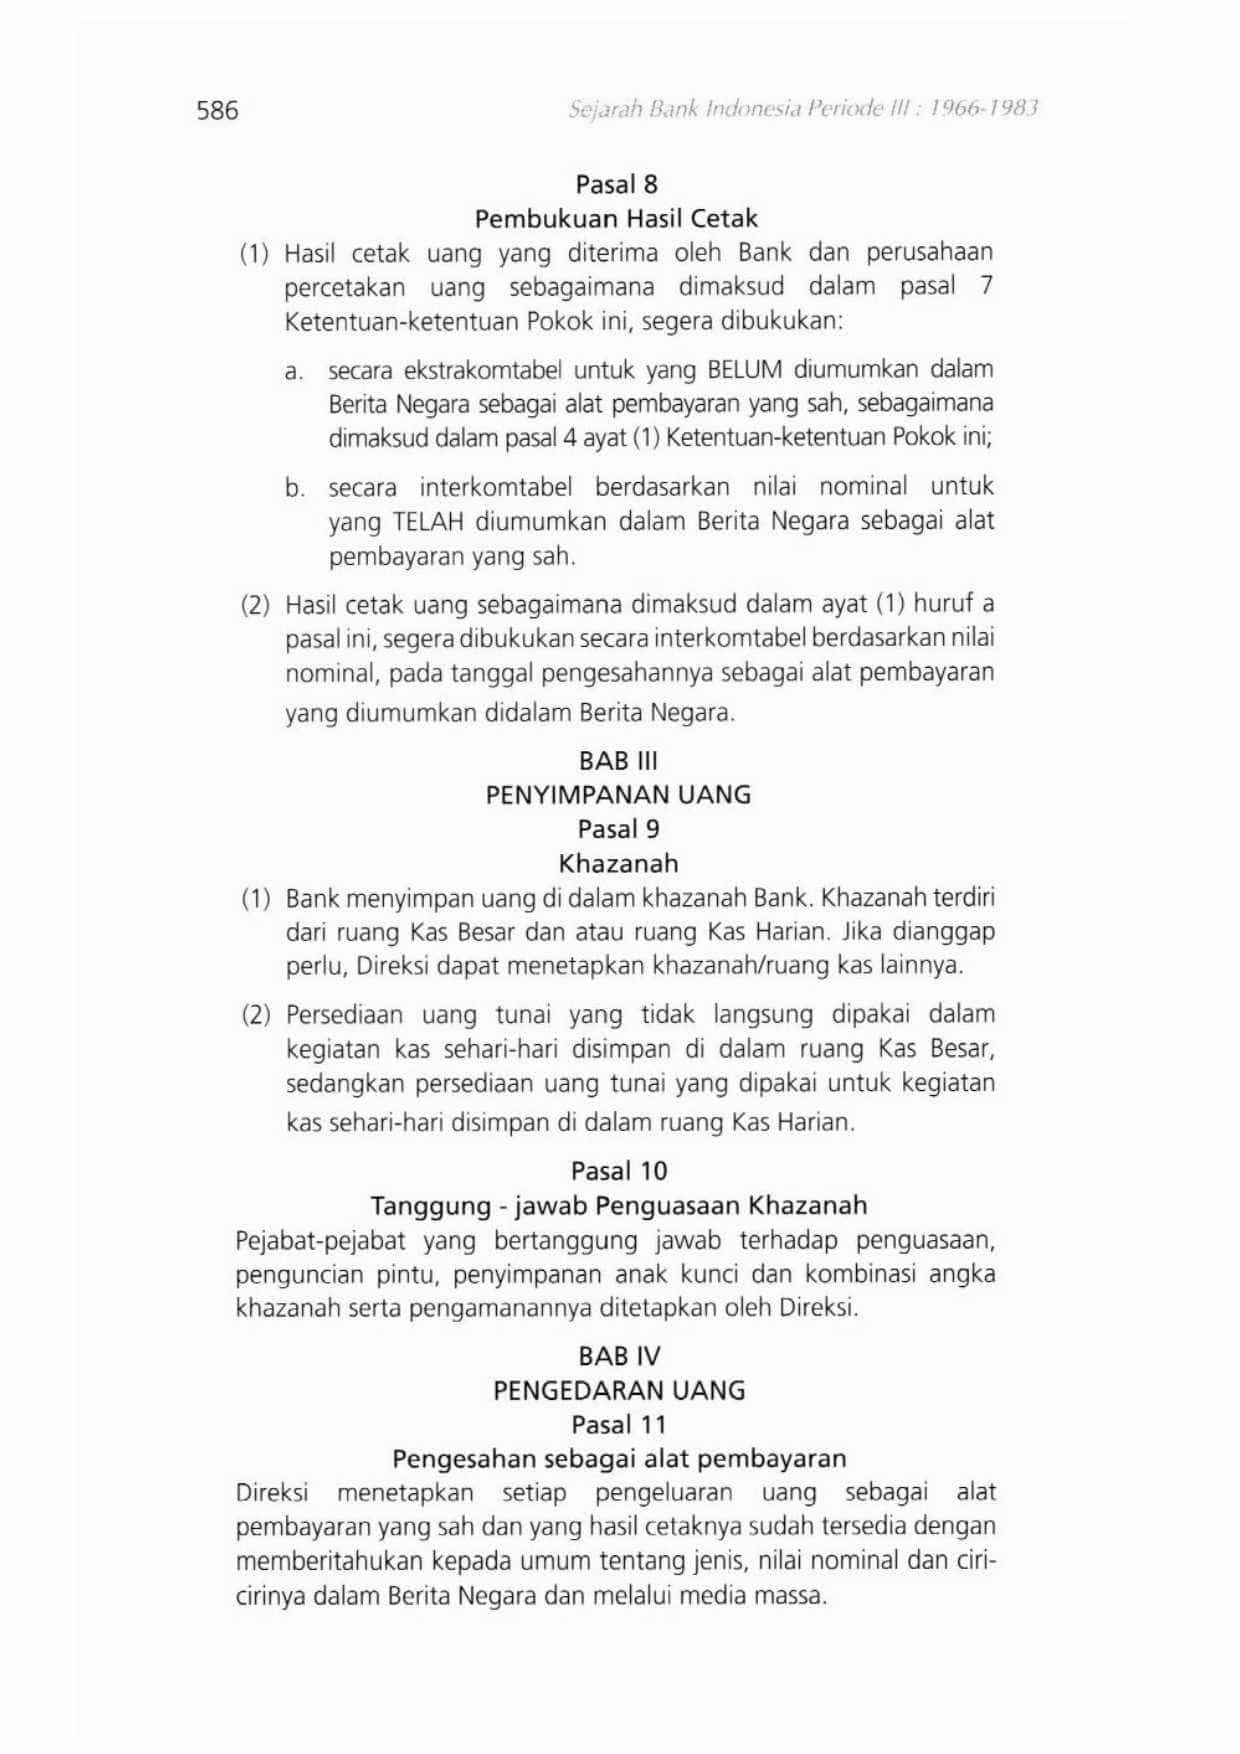 586
Sejarah Bank Indonesia Periode III : 1966-1983
Pasal 8
Pembukuan Hasil Cetak
(1) Hasil cetak uang yang diterima oleh Bank dan perusahaan
percetakan uang sebagaimana dimaksud dalam pasal 7
Ketentuan-ketentuan Pokok ini, segera dibukukan:
a. secara ekstrakomtabel untuk yang BELUM diumumkan dalam
Berita Negara sebagai alat pembayaran yang sah, sebagaimana
dimaksud dalam pasal 4 ayat (1) Ketentuan-ketentuan Pokok ini;
b. secara interkomtabel berdasarkan nilai nominal untuk
yang TELAH diumumkan dalam Berita Negara sebagai alat
pembayaran yang sah.
(2) Hasil cetak uang sebagaimana dimaksud dalam ayat (1) huruf a
pasal ini, segera dibukukan secara interkomtabel berdasarkan nilai
nominal, pada tanggal pengesahannya sebagai alat pembayaran
yang diumumkan didalam Berita Negara.
BAB III
PENYIMPANAN UANG
Pasal 9
Khazanah
(1) Bank menyimpan uang di dalam khazanah Bank. Khazanah terdiri
dari ruang Kas Besar dan atau ruang Kas Harian. Jika dianggap
perlu, Direksi dapat menetapkan khazanah/ruang kas lainnya.
(2) Persediaan uang tunai yang tidak langsung dipakai dalam
kegiatan kas sehari-hari disimpan di dalam ruang Kas Besar,
sedangkan persediaan uang tunai yang dipakai untuk kegiatan
kas sehari-hari disimpan di dalam ruang Kas Harian.
Pasal 10
Tanggung - jawab Penguasaan Khazanah
Pejabat-pejabat yang bertanggung jawab terhadap penguasaan,
penguncian pintu, penyimpanan anak kunci dan kombinasi angka
khazanah serta pengamanannya ditetapkan oleh Direksi.
BAB IV
PENGEDARAN UANG
Pasal 11
Pengesahan sebagai alat pembayaran
Direksi menetapkan setiap pengeluaran uang sebagai alat
pembayaran yang sah dan yang hasil cetaknya sudah tersedia dengan
memberitahukan kepada umum tentang jenis, nilai nominal dan ciri-
cirinya dalam Berita Negara dan melalui media massa.